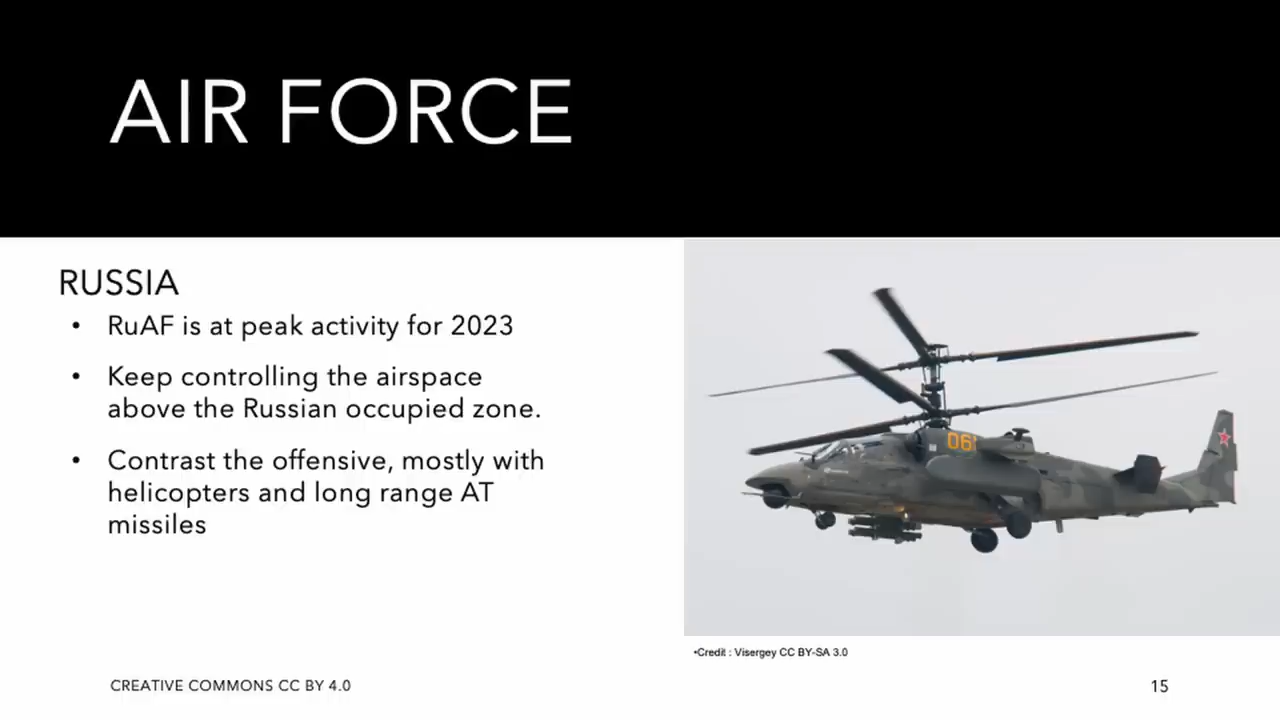 AIR FORCE
RUSSIA
• RuAF is at peak activity for 2023
• Keep controlling the airspace
above the Russian occupied zone.
• Contrast the offensive, mostly with
helicopters and long range AT
missiles
061
•Credit : Visergey CC BY-SA 3.0
CREATIVE COMMONS CC BY 4.0
15